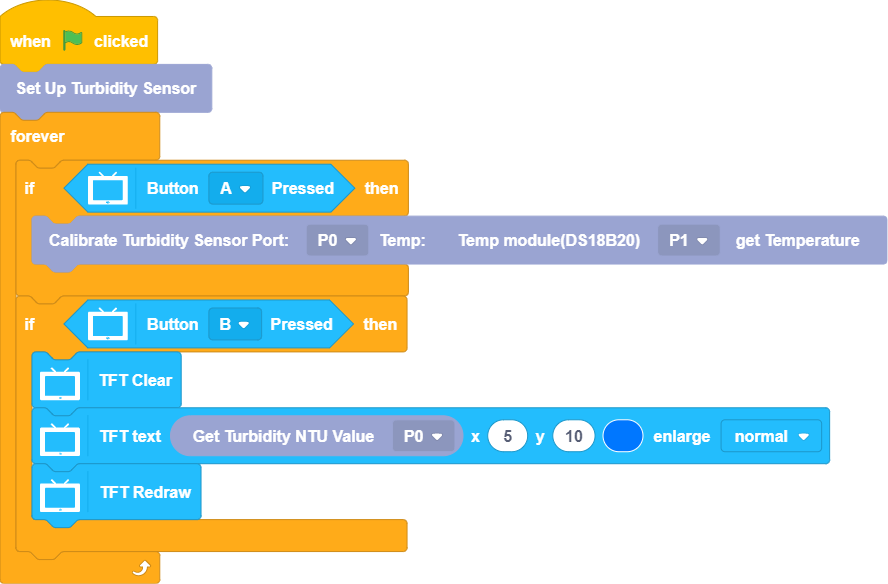 when clicked
Set Up Turbidity Sensor
forever
if Button A Pressed then
Calibrate Turbidity Sensor Port: P0 Temp: Temp module(DS18B20) P1 get Temperature
if Button B Pressed then
TFT Clear
TFT text Get Turbidity NTU Value P0 x 5 y 10 enlarge normal
TFT Redraw